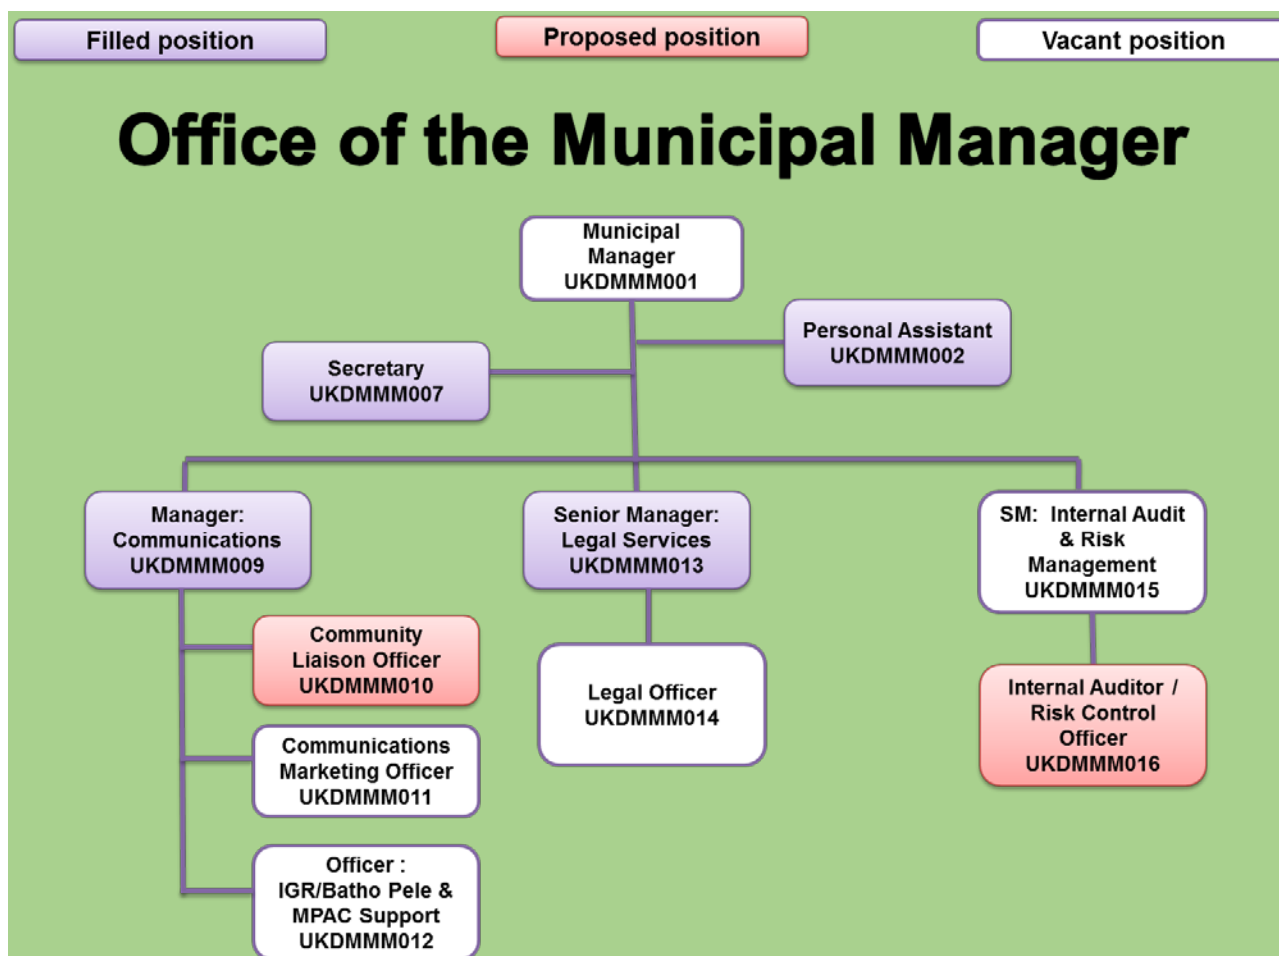 Filled position
Proposed position
Vacant position
Office of the Municipal Manager
Municipal
Manager
UKDMMM001
Personal Assistant
UKDMMM002
Secretary
UKDMMM007
Manager:
Communications
UKDMMM009
Senior Manager:
Legal Services
UKDMMM013
SM: Internal Audit
& Risk
Management
UKDMMM015
Community
Liaison Officer
UKDMMM010
Communications
Marketing Officer
UKDMMM011
Officer :
IGR/Batho Pele &
MPAC Support
UKDMMM012
Legal Officer
UKDMMM014
Internal Auditor /
Risk Control
Officer
UKDMMM016